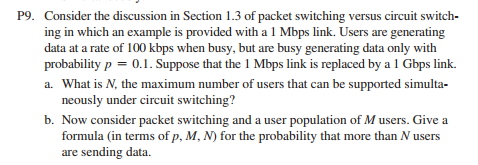 P9. Consider the discussion in Section 1.3 of packet switching versus circuit switch-
ing in which an example is provided with a 1 Mbps link. Users are generating
data at a rate of 100 kbps when busy, but are busy generating data only with
probability p = 0.1. Suppose that the 1 Mbps link is replaced by a 1 Gbps link.
a. What is N, the maximum number of users that can be supported simulta-
neously under circuit switching?
b. Now consider packet switching and a user population of M users. Give a
formula (in terms of p, M, N) for the probability that more than N users
are sending data.